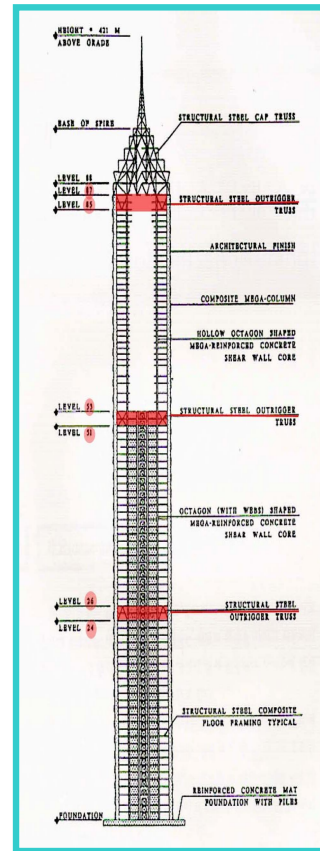 HEIGHT = 421 M
ABOVE GRADE
BASE OF SPIRE
STRUCTURAL STEEL CAP TRUSS
LEVEL 88
LEVEL 87
LEVEL 85
STRUCTURAL STEEL OUTRIGGER
TRUSS
ARCHITECTURAL FINISH
COMPOSITE MEGA-COLUMN
HOLLOW OCTAGON SHAPED
MEGA-REINFORCED CONCRETE
SHEAR WALL CORE
LEVEL 53
LEVEL 51
STRUCTURAL STEEL OUTRIGGER
TRUSS
OCTAGON (WITH WEBS) SHAPED
MEGA-REINFORCED CONCRETE
SHEAR WALL CORE
LEVEL 26
LEVEL 24
STRUCTURAL STEEL
OUTRIGGER TRUSS
STRUCTURAL STEEL COMPOSITE
FLOOR FRAMING TYPICAL
REINFORCED CONCRETE MAT
FOUNDATION WITH PILES
FOUNDATION